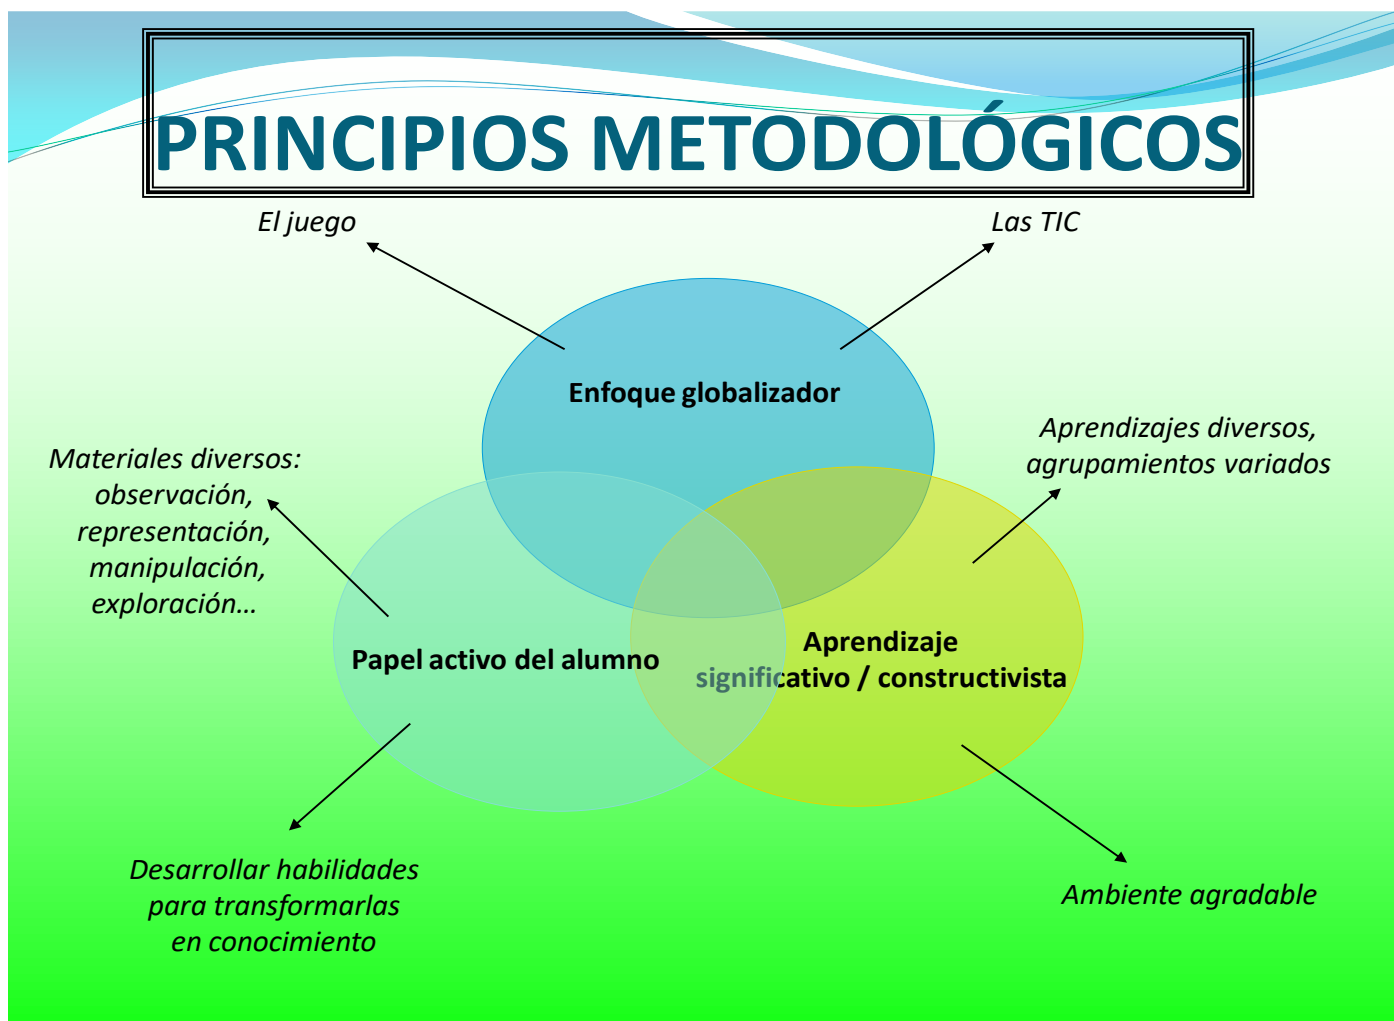 PRINCIPIOS METODOLÓGICOS
El juego
Las TIC
Enfoque globalizador
Aprendizajes diversos,
agrupamientos variados
Materiales diversos:
observación,
representación,
manipulación,
exploración…
Papel activo del alumno
Aprendizaje
significativo / constructivista
Desarrollar habilidades
para transformarlas
en conocimiento
Ambiente agradable